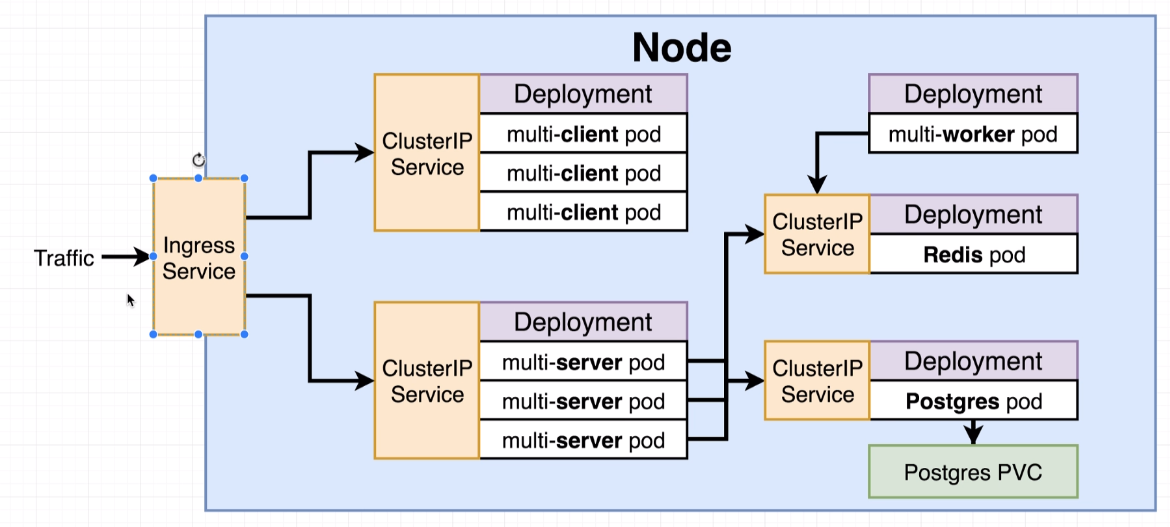 Node
Traffic
Ingress
Service
ClusterIP
Service
Deployment
multi-client pod
multi-client pod
multi-client pod
ClusterIP
Service
Deployment
multi-server pod
multi-server pod
multi-server pod
Deployment
multi-worker pod
ClusterIP
Service
Deployment
Redis pod
ClusterIP
Service
Deployment
Postgres pod
Postgres PVC